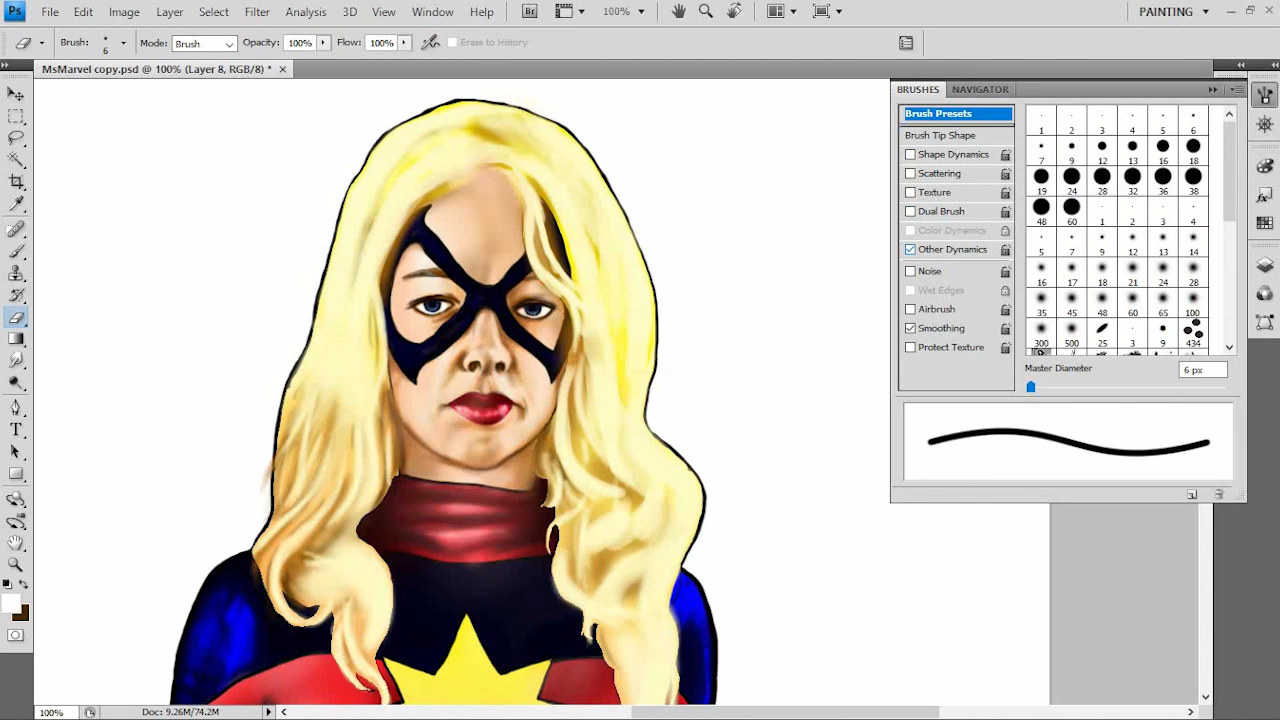 Ps File Edit Image Layer Select Filter Analysis 3D View Window Help Br 100% PAINTING
Brush: 6 Mode: Brush Opacity: 100% Flow: 100% Erase to History
MsMarvel copy.psd @ 100% (Layer 8, RGB/8) *
BRUSHES NAVIGATOR
Brush Presets
Brush Tip Shape
Shape Dynamics
Scattering
Texture
Dual Brush
Color Dynamics
Other Dynamics
Noise
Wet Edges
Airbrush
Smoothing
Protect Texture
1 2 3 4 5 6
7 9 12 13 16 18
19 24 28 32 36 38
48 60 1 2 3 4
5 7 9 12 13 14
16 17 18 21 24 28
35 45 48 60 65 100
300 500 25 3 9 434
Master Diameter 6 px
T
100% Doc: 9.26M/74.2M